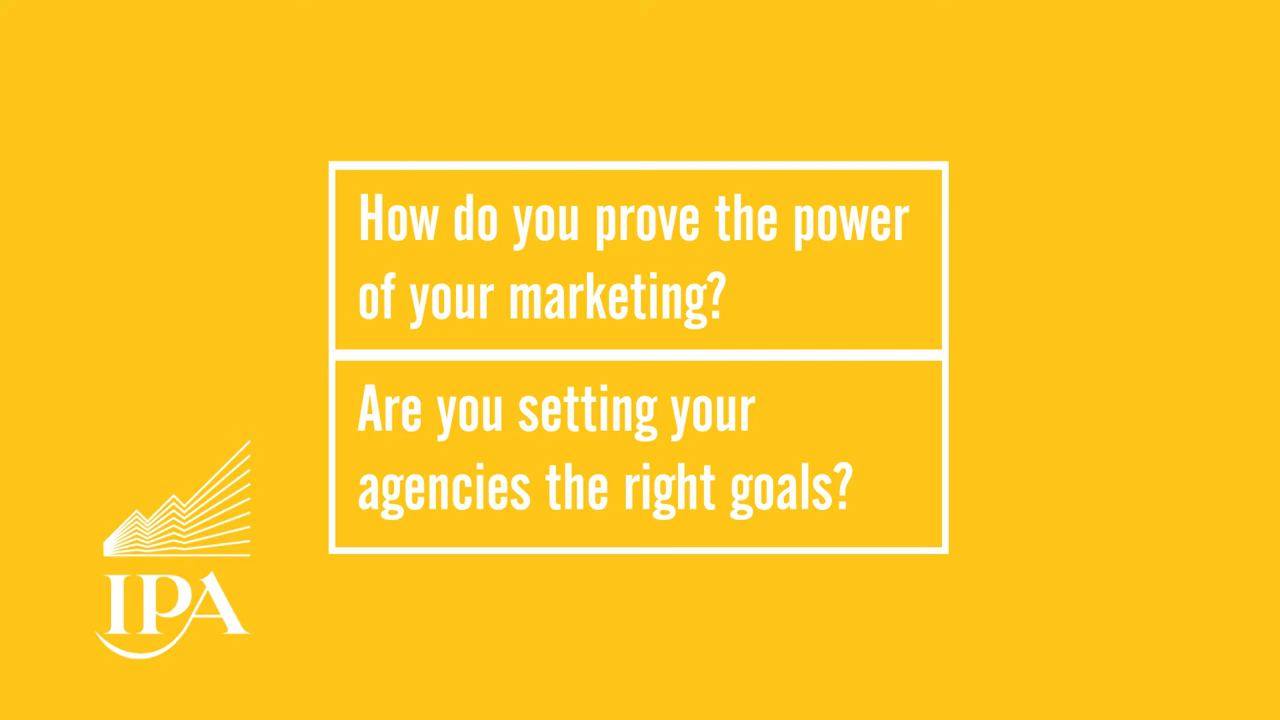 How do you prove the power
of your marketing?
Are you setting your
agencies the right goals?
IPA